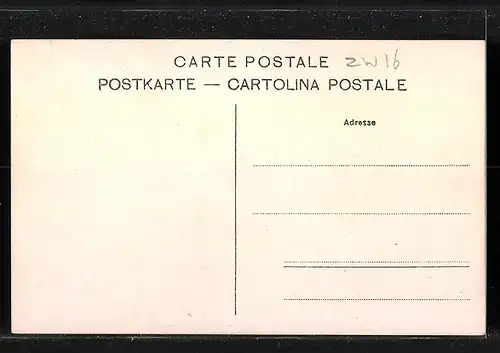 CARTE POSTALE ZW16
POSTKARTE — CARTOLINA POSTALE
Adresse